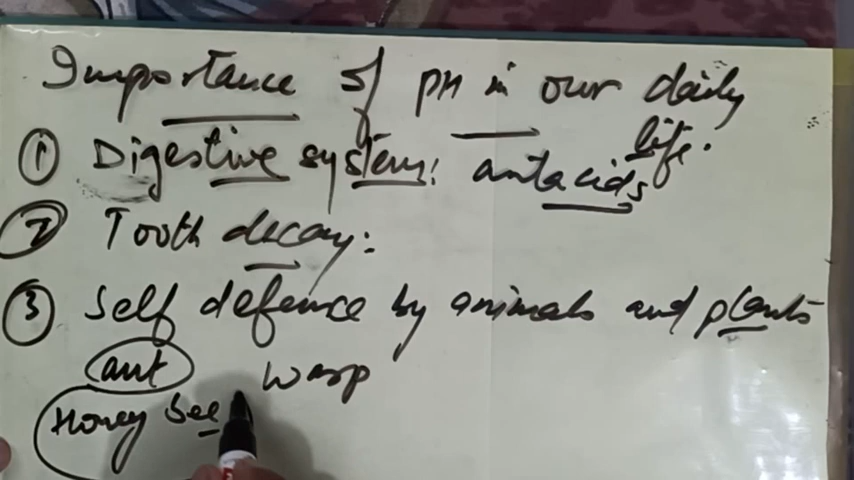 Importance of pH in our daily
life.
① Digestive system: antacids
② Tooth decay:
③ Self defence by animals and plants
ant wasp
Honey bee